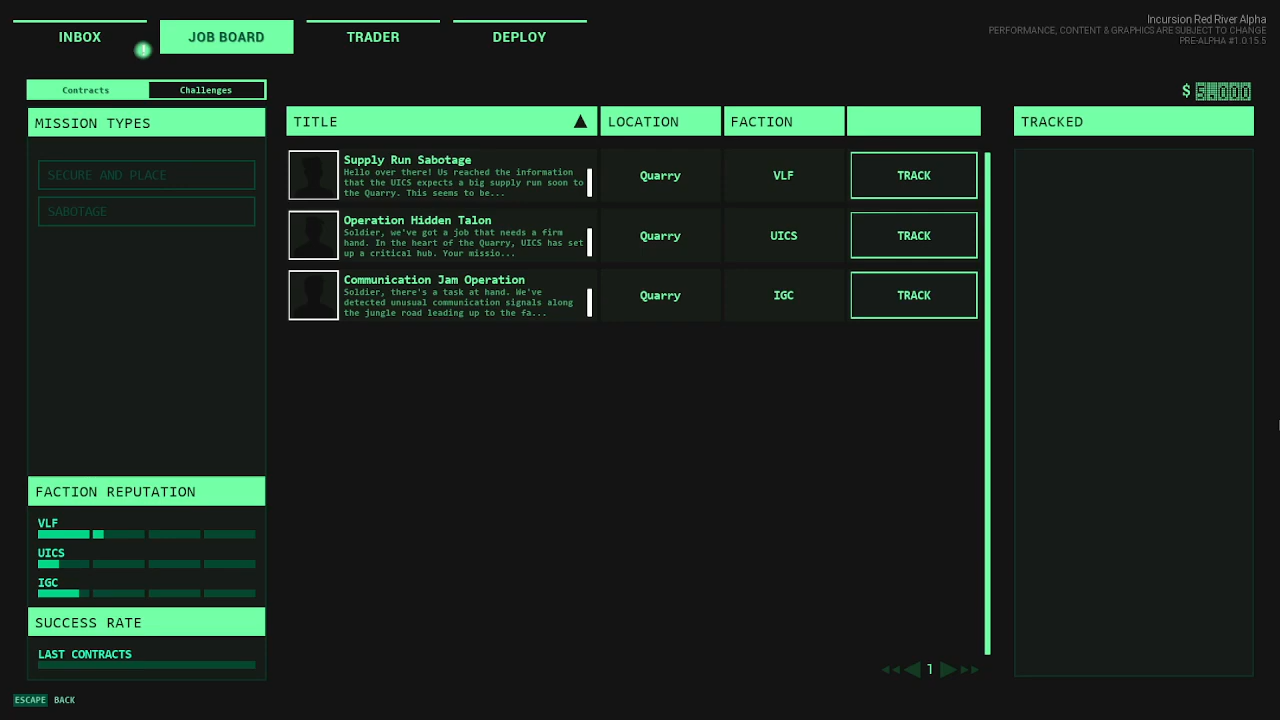 INBOX
JOB BOARD
TRADER
DEPLOY
Incursion Red River Alpha
PERFORMANCE, CONTENT & GRAPHICS ARE SUBJECT TO CHANGE
PRE-ALPHA #1.0.15.5
Contracts
Challenges
$
MISSION TYPES
SECURE AND PLACE
SABOTAGE
TITLE
LOCATION
FACTION
TRACKED
Supply Run Sabotage
Hello over there! Us reached the information
that the UICS expects a big supply run soon to
the Quarry. This seems to be...
Quarry
VLF
TRACK
Operation Hidden Talon
Soldier, we've got a job that needs a firm
hand. In the heart of the Quarry, UICS has set
up a critical hub. Your missio...
Quarry
UICS
TRACK
Communication Jam Operation
Soldier, there's a task at hand. We've
detected unusual communication signals along
the jungle road leading up to the fa...
Quarry
IGC
TRACK
FACTION REPUTATION
VLF
UICS
IGC
SUCCESS RATE
LAST CONTRACTS
1
ESCAPE BACK